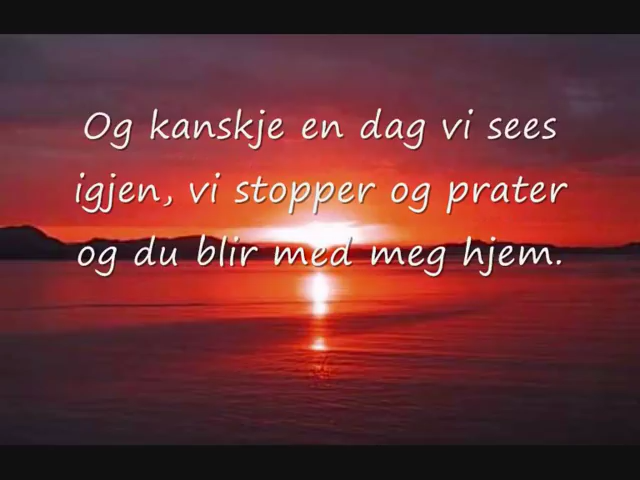 Og kanskje en dag vi sees
igjen, vi stopper og prater
og du blir med meg hjem.